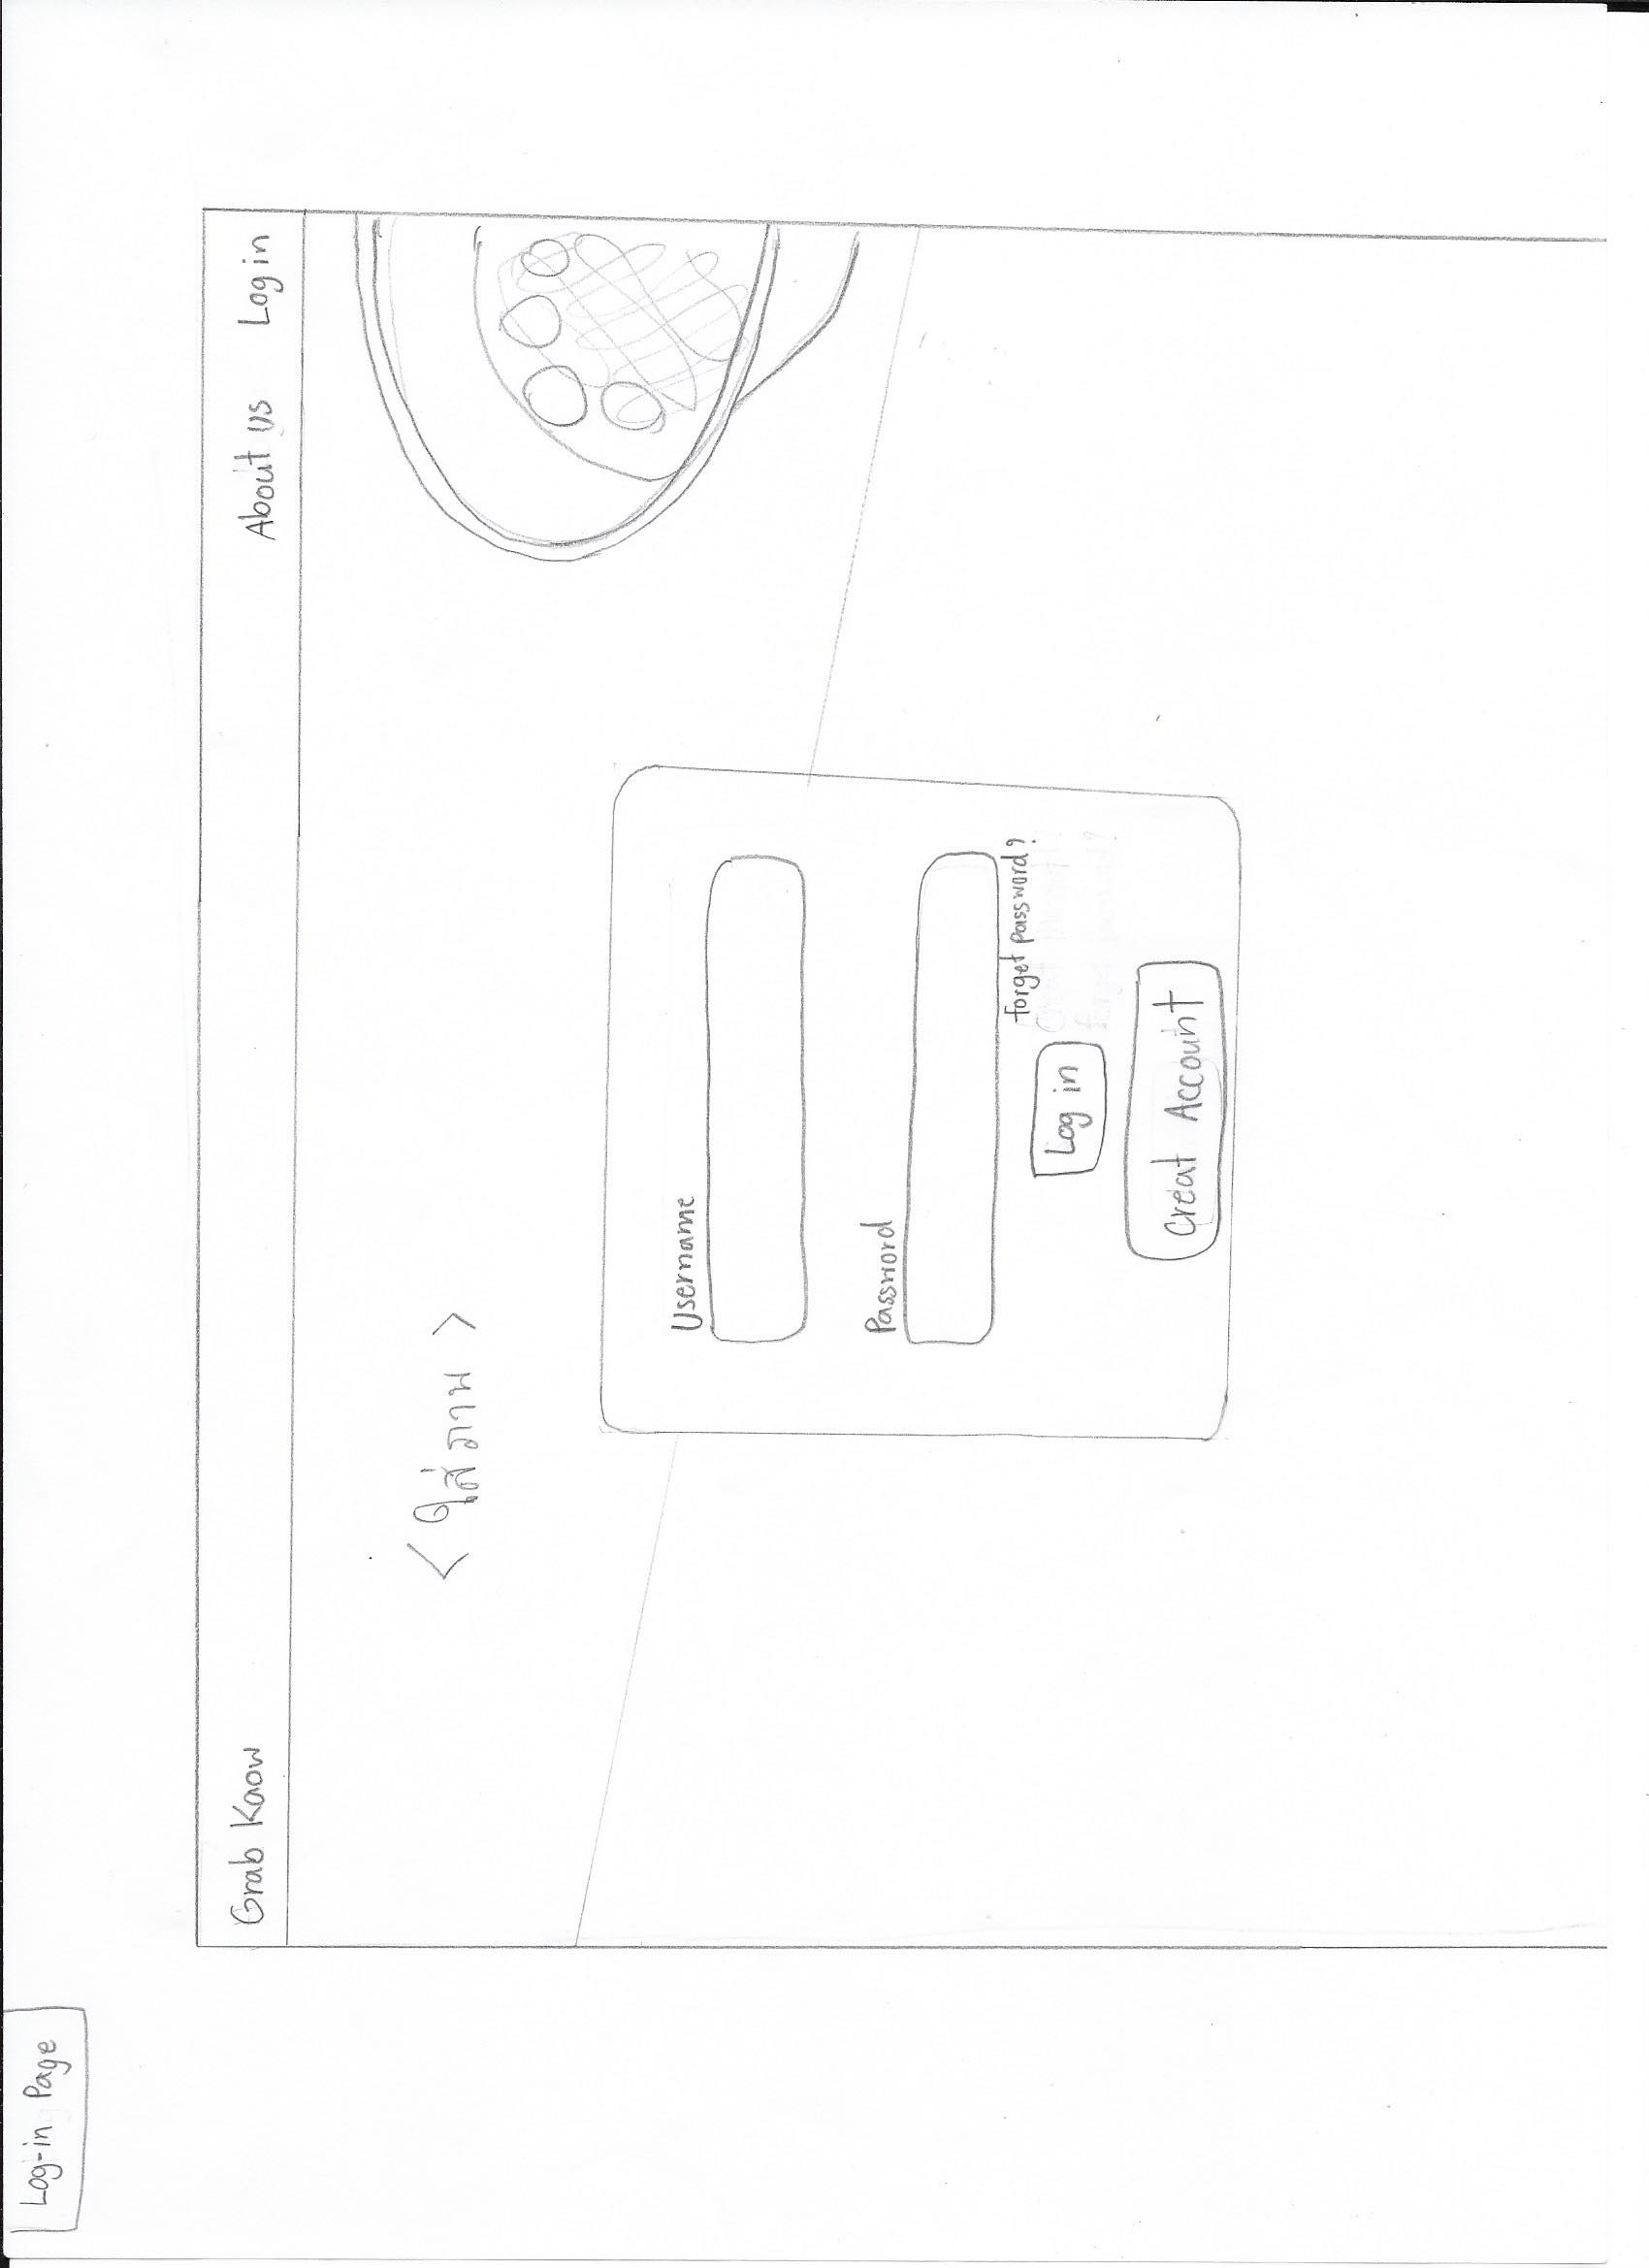 Log-in Page
Grab Kaow About us Log in
< ใส่ภาพ >
Username
Password
forget password?
Log in
Creat Account